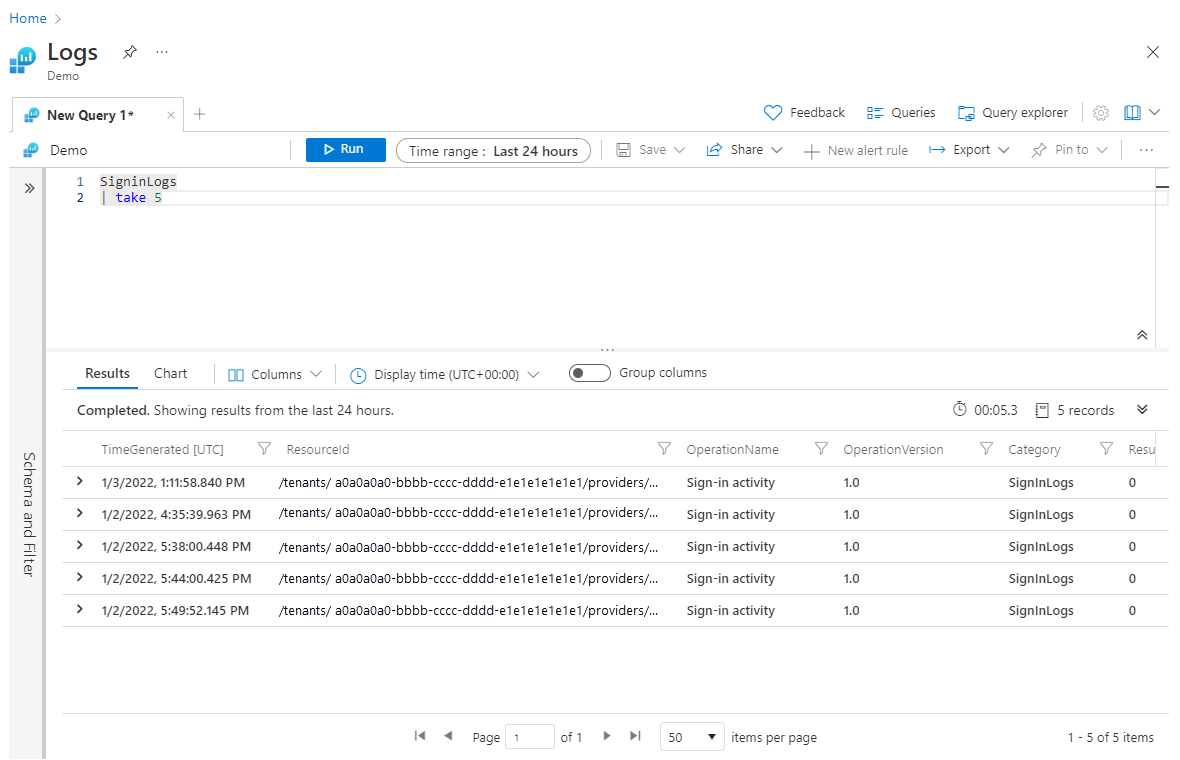 Home
Logs
Demo
New Query 1*
Feedback Queries Query explorer
Demo Run Time range : Last 24 hours Save Share New alert rule Export Pin to
1 SigninLogs
2 | take 5
Schema and Filter
Results Chart Columns Display time (UTC+00:00) Group columns
Completed. Showing results from the last 24 hours. 00:05.3 5 records
TimeGenerated [UTC] ResourceId OperationName OperationVersion Category Resu
1/3/2022, 1:11:58.840 PM /tenants/ a0a0a0a0-bbbb-cccc-dddd-e1e1e1e1e1e1/providers/... Sign-in activity 1.0 SignInLogs 0
1/2/2022, 4:35:39.963 PM /tenants/ a0a0a0a0-bbbb-cccc-dddd-e1e1e1e1e1e1/providers/... Sign-in activity 1.0 SignInLogs 0
1/2/2022, 5:38:00.448 PM /tenants/ a0a0a0a0-bbbb-cccc-dddd-e1e1e1e1e1e1/providers/... Sign-in activity 1.0 SignInLogs 0
1/2/2022, 5:44:00.425 PM /tenants/ a0a0a0a0-bbbb-cccc-dddd-e1e1e1e1e1e1/providers/... Sign-in activity 1.0 SignInLogs 0
1/2/2022, 5:49:52.145 PM /tenants/ a0a0a0a0-bbbb-cccc-dddd-e1e1e1e1e1e1/providers/... Sign-in activity 1.0 SignInLogs 0
Page 1 of 1 50 items per page 1 - 5 of 5 items